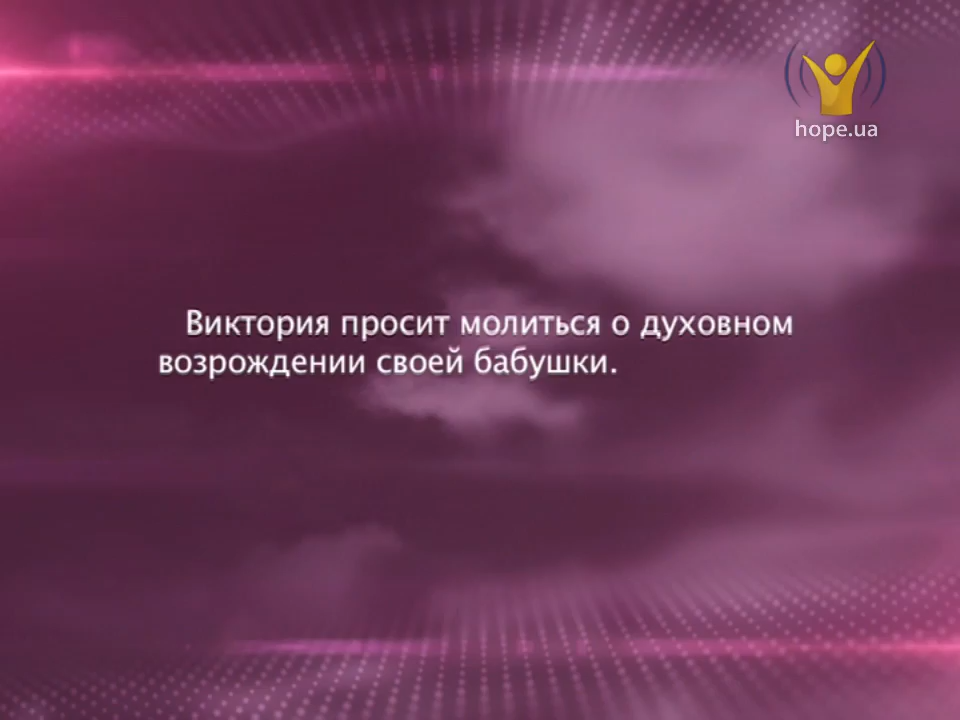 hope.ua
Виктория просит молиться о духовном
возрождении своей бабушки.